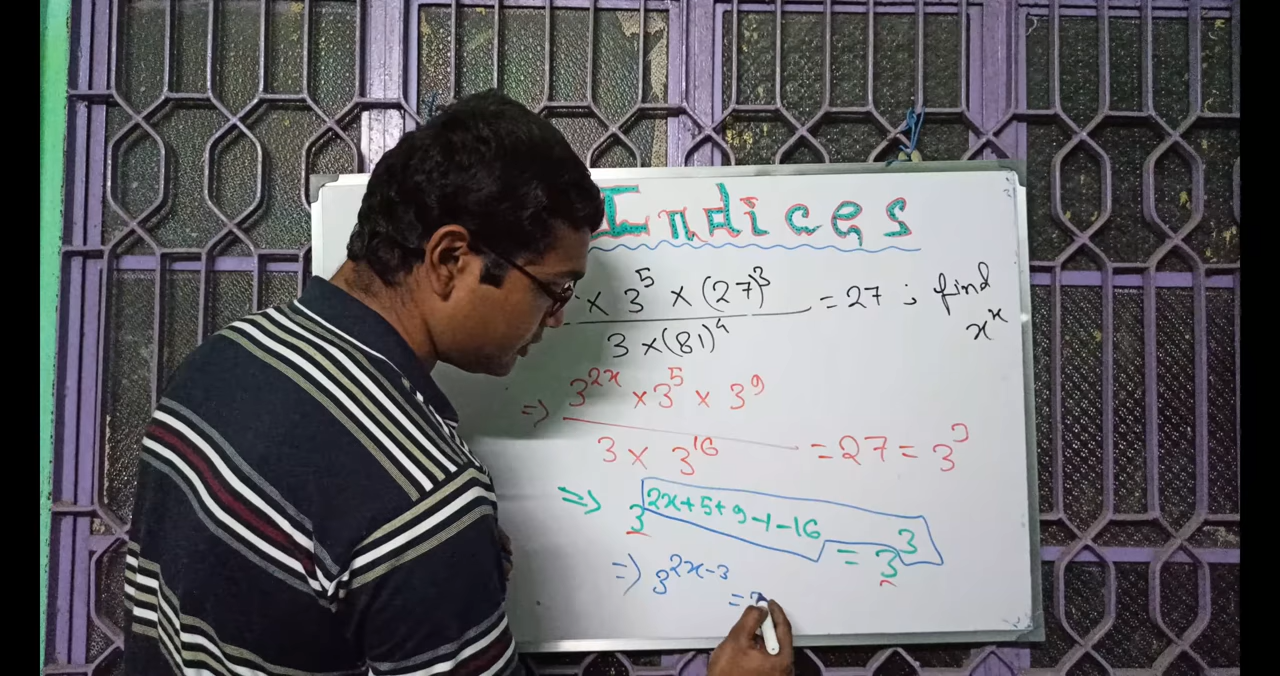 Indices
x 3^5 x (27)^3 = 27 ; find
3 x (81)^4 x^x
=> 3^2x x 3^5 x 3^9
3 x 3^16 = 27 = 3^3
=> 3^2x+5+9-1-16 = 3^3
=> 3^2x-3
=